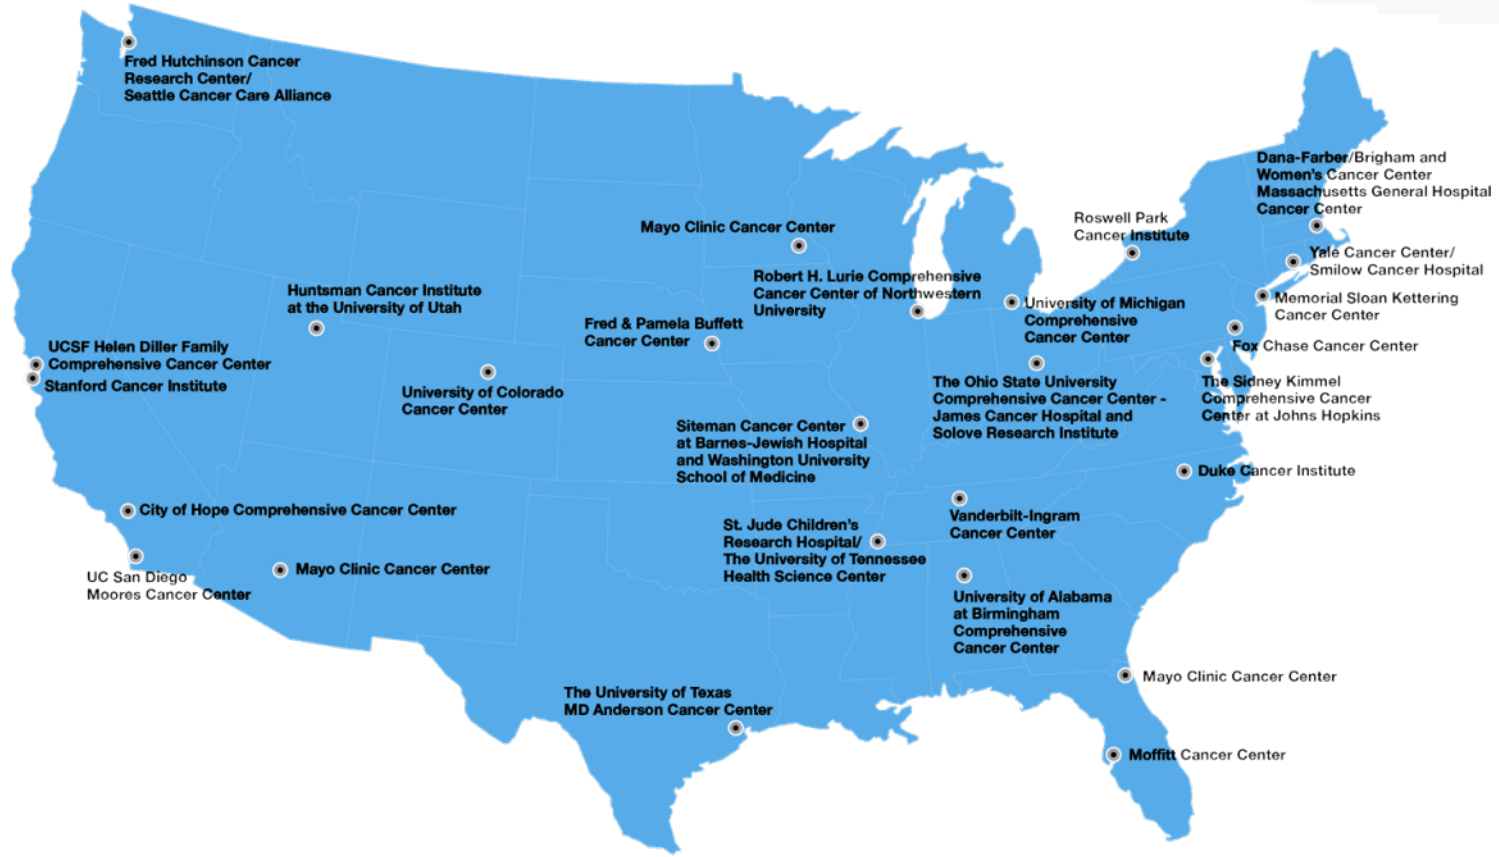 Fred Hutchinson Cancer
Research Center/
Seattle Cancer Care Alliance
Dana-Farber/Brigham and
Women's Cancer Center
Massachusetts General Hospital
Cancer Center
Roswell Park
Cancer Institute
Mayo Clinic Cancer Center
Yale Cancer Center/
Smilow Cancer Hospital
Robert H. Lurie Comprehensive
Cancer Center of Northwestern
University
Huntsman Cancer Institute
at the University of Utah
University of Michigan
Comprehensive
Cancer Center
Memorial Sloan Kettering
Cancer Center
Fred & Pamela Buffett
Cancer Center
UCSF Helen Diller Family
Comprehensive Cancer Center
Stanford Cancer Institute
Fox Chase Cancer Center
University of Colorado
Cancer Center
The Ohio State University
Comprehensive Cancer Center -
James Cancer Hospital and
Solove Research Institute
The Sidney Kimmel
Comprehensive Cancer
Center at Johns Hopkins
Siteman Cancer Center
at Barnes-Jewish Hospital
and Washington University
School of Medicine
Duke Cancer Institute
City of Hope Comprehensive Cancer Center
Vanderbilt-Ingram
Cancer Center
St. Jude Children's
Research Hospital/
The University of Tennessee
Health Science Center
UC San Diego
Moores Cancer Center
Mayo Clinic Cancer Center
University of Alabama
at Birmingham
Comprehensive
Cancer Center
Mayo Clinic Cancer Center
The University of Texas
MD Anderson Cancer Center
Moffitt Cancer Center